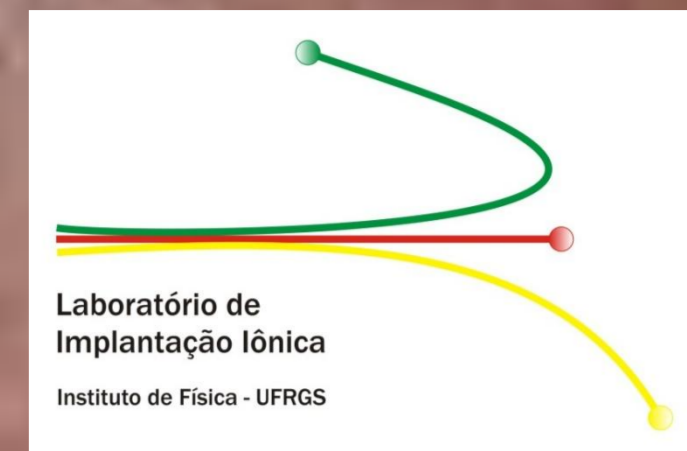 Laboratório de
Implantação Iônica
Instituto de Física - UFRGS